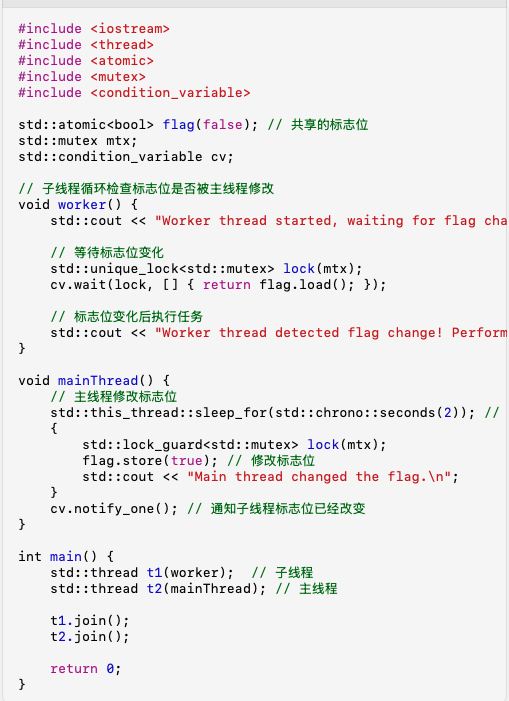 #include <iostream>
#include <thread>
#include <atomic>
#include <mutex>
#include <condition_variable>
std::atomic<bool> flag(false); // 共享的标志位
std::mutex mtx;
std::condition_variable cv;
// 子线程循环检查标志位是否被主线程修改
void worker() {
    std::cout << "Worker thread started, waiting for flag cha
    // 等待标志位变化
    std::unique_lock<std::mutex> lock(mtx);
    cv.wait(lock, [] { return flag.load(); });
    // 标志位变化后执行任务
    std::cout << "Worker thread detected flag change! Perform
}
void mainThread() {
    // 主线程修改标志位
    std::this_thread::sleep_for(std::chrono::seconds(2)); //
    {
        std::lock_guard<std::mutex> lock(mtx);
        flag.store(true); // 修改标志位
        std::cout << "Main thread changed the flag.\n";
    }
    cv.notify_one(); // 通知子线程标志位已经改变
}
int main() {
    std::thread t1(worker);  // 子线程
    std::thread t2(mainThread); // 主线程
    t1.join();
    t2.join();
    return 0;
}